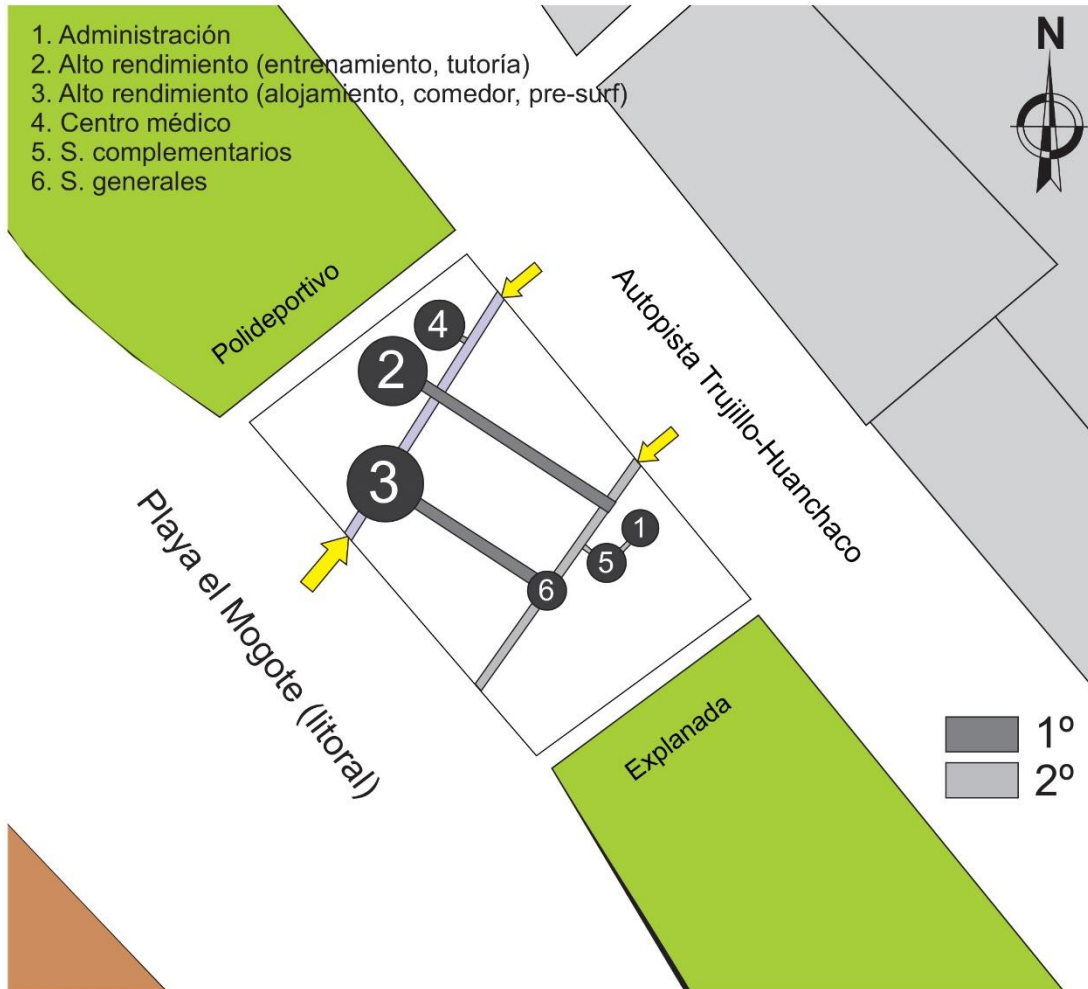 1. Administración
2. Alto rendimiento (entrenamiento, tutoría)
3. Alto rendimiento (alojamiento, comedor, pre-surf)
4. Centro médico
5. S. complementarios
6. S. generales
N
Polideportivo
Autopista Trujillo-Huanchaco
4
2
3
1
5
6
Playa el Mogote (litoral)
Explanada
1º
2º